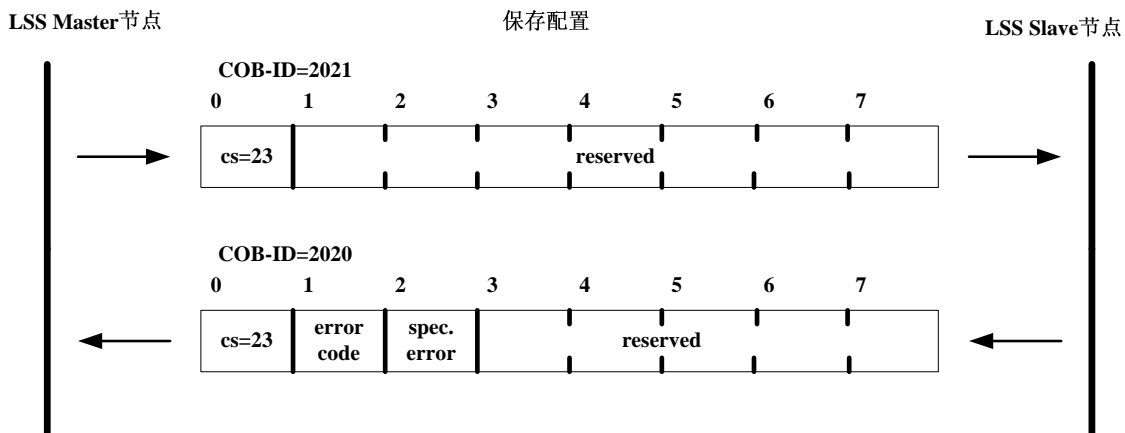 LSS Master节点
保存配置
LSS Slave节点
COB-ID=2021
0 1 2 3 4 5 6 7
cs=23 reserved
COB-ID=2020
0 1 2 3 4 5 6 7
cs=23 error code spec. error reserved